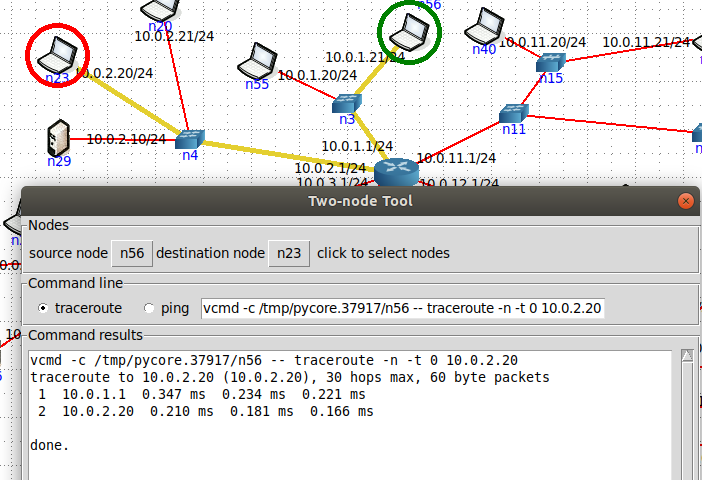 n20
n56
10.0.2.21/24
n40
10.0.11.20/24
10.0.11.21/24
10.0.1.21/24
n23
10.0.2.20/24
n55
10.0.1.20/24
n15
n3
n11
10.0.2.10/24
n29
n4
10.0.1.1/24
10.0.11.1/24
10.0.2.1/24
10.0.3.1/24
10.0.12.1/24
Two-node Tool
Nodes
source node n56 destination node n23 click to select nodes
Command line
traceroute ping vcmd -c /tmp/pycore.37917/n56 -- traceroute -n -t 0 10.0.2.20
Command results
vcmd -c /tmp/pycore.37917/n56 -- traceroute -n -t 0 10.0.2.20
traceroute to 10.0.2.20 (10.0.2.20), 30 hops max, 60 byte packets
1 10.0.1.1 0.347 ms 0.234 ms 0.221 ms
2 10.0.2.20 0.210 ms 0.181 ms 0.166 ms
done.